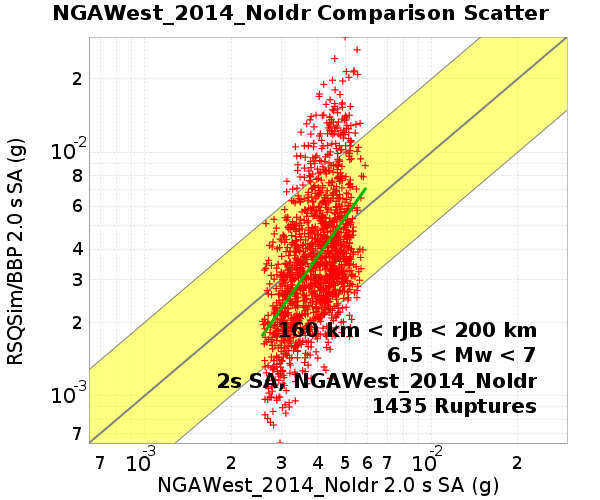 NGAWest_2014_NoIdr Comparison Scatter
RSQSim/BBP 2.0 s SA (g)
2
10-2
8
6
4
3
2
10-3
7
160 km < rJB < 200 km
6.5 < Mw < 7
2s SA, NGAWest_2014_NoIdr
1435 Ruptures
7 10-3 2 3 4 5 6 7 10-2 2
NGAWest_2014_NoIdr 2.0 s SA (g)